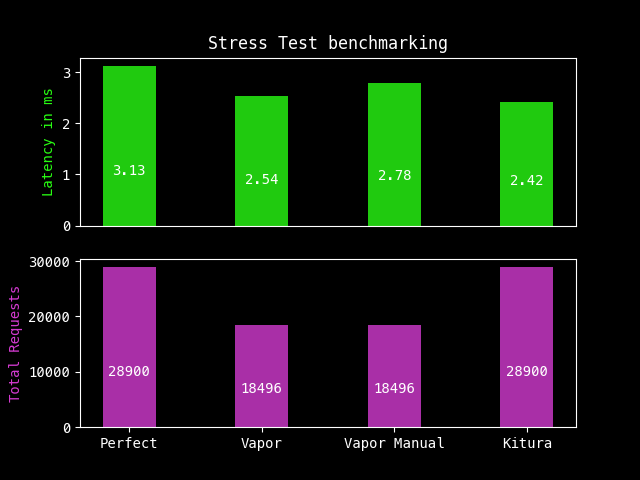 Stress Test benchmarking
Latency in ms
3
2
1
0
3.13
2.54
2.78
2.42
Total Requests
30000
20000
10000
0
28900
18496
18496
28900
Perfect
Vapor
Vapor Manual
Kitura